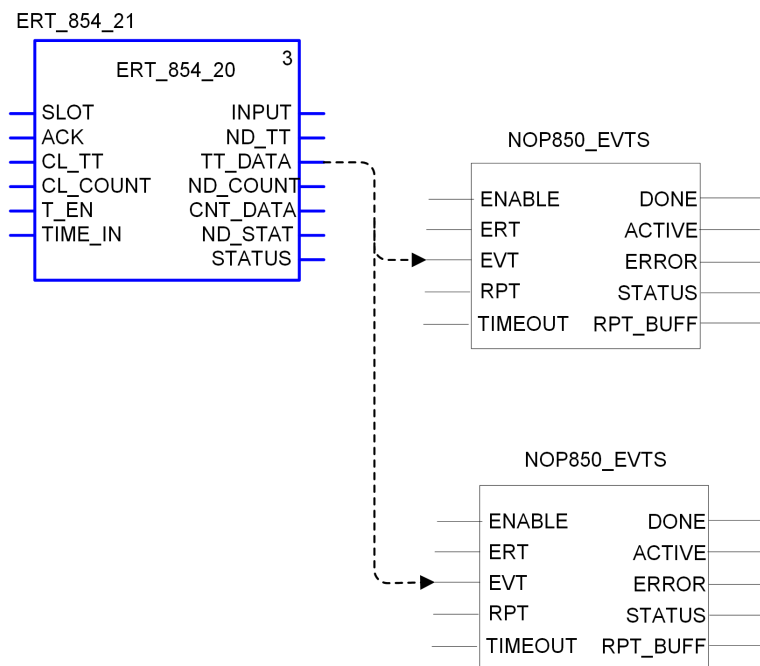 ERT_854_21
3
ERT_854_20
SLOT INPUT
ACK ND_TT
CL_TT TT_DATA
CL_COUNT ND_COUNT
T_EN CNT_DATA
TIME_IN ND_STAT
STATUS
NOP850_EVTS
ENABLE DONE
ERT ACTIVE
EVT ERROR
RPT STATUS
TIMEOUT RPT_BUFF
NOP850_EVTS
ENABLE DONE
ERT ACTIVE
EVT ERROR
RPT STATUS
TIMEOUT RPT_BUFF